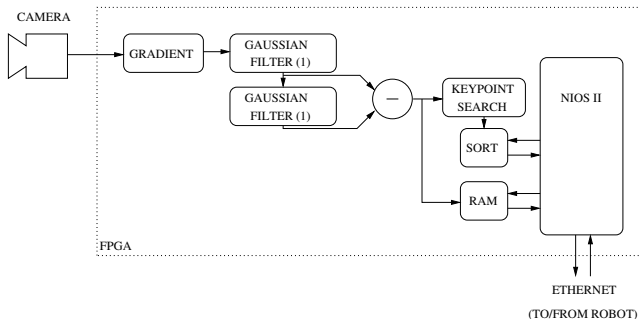 CAMERA
GRADIENT
GAUSSIAN
FILTER (1)
GAUSSIAN
FILTER (1)
KEYPOINT
SEARCH
SORT
RAM
NIOS II
FPGA
ETHERNET
(TO/FROM ROBOT)